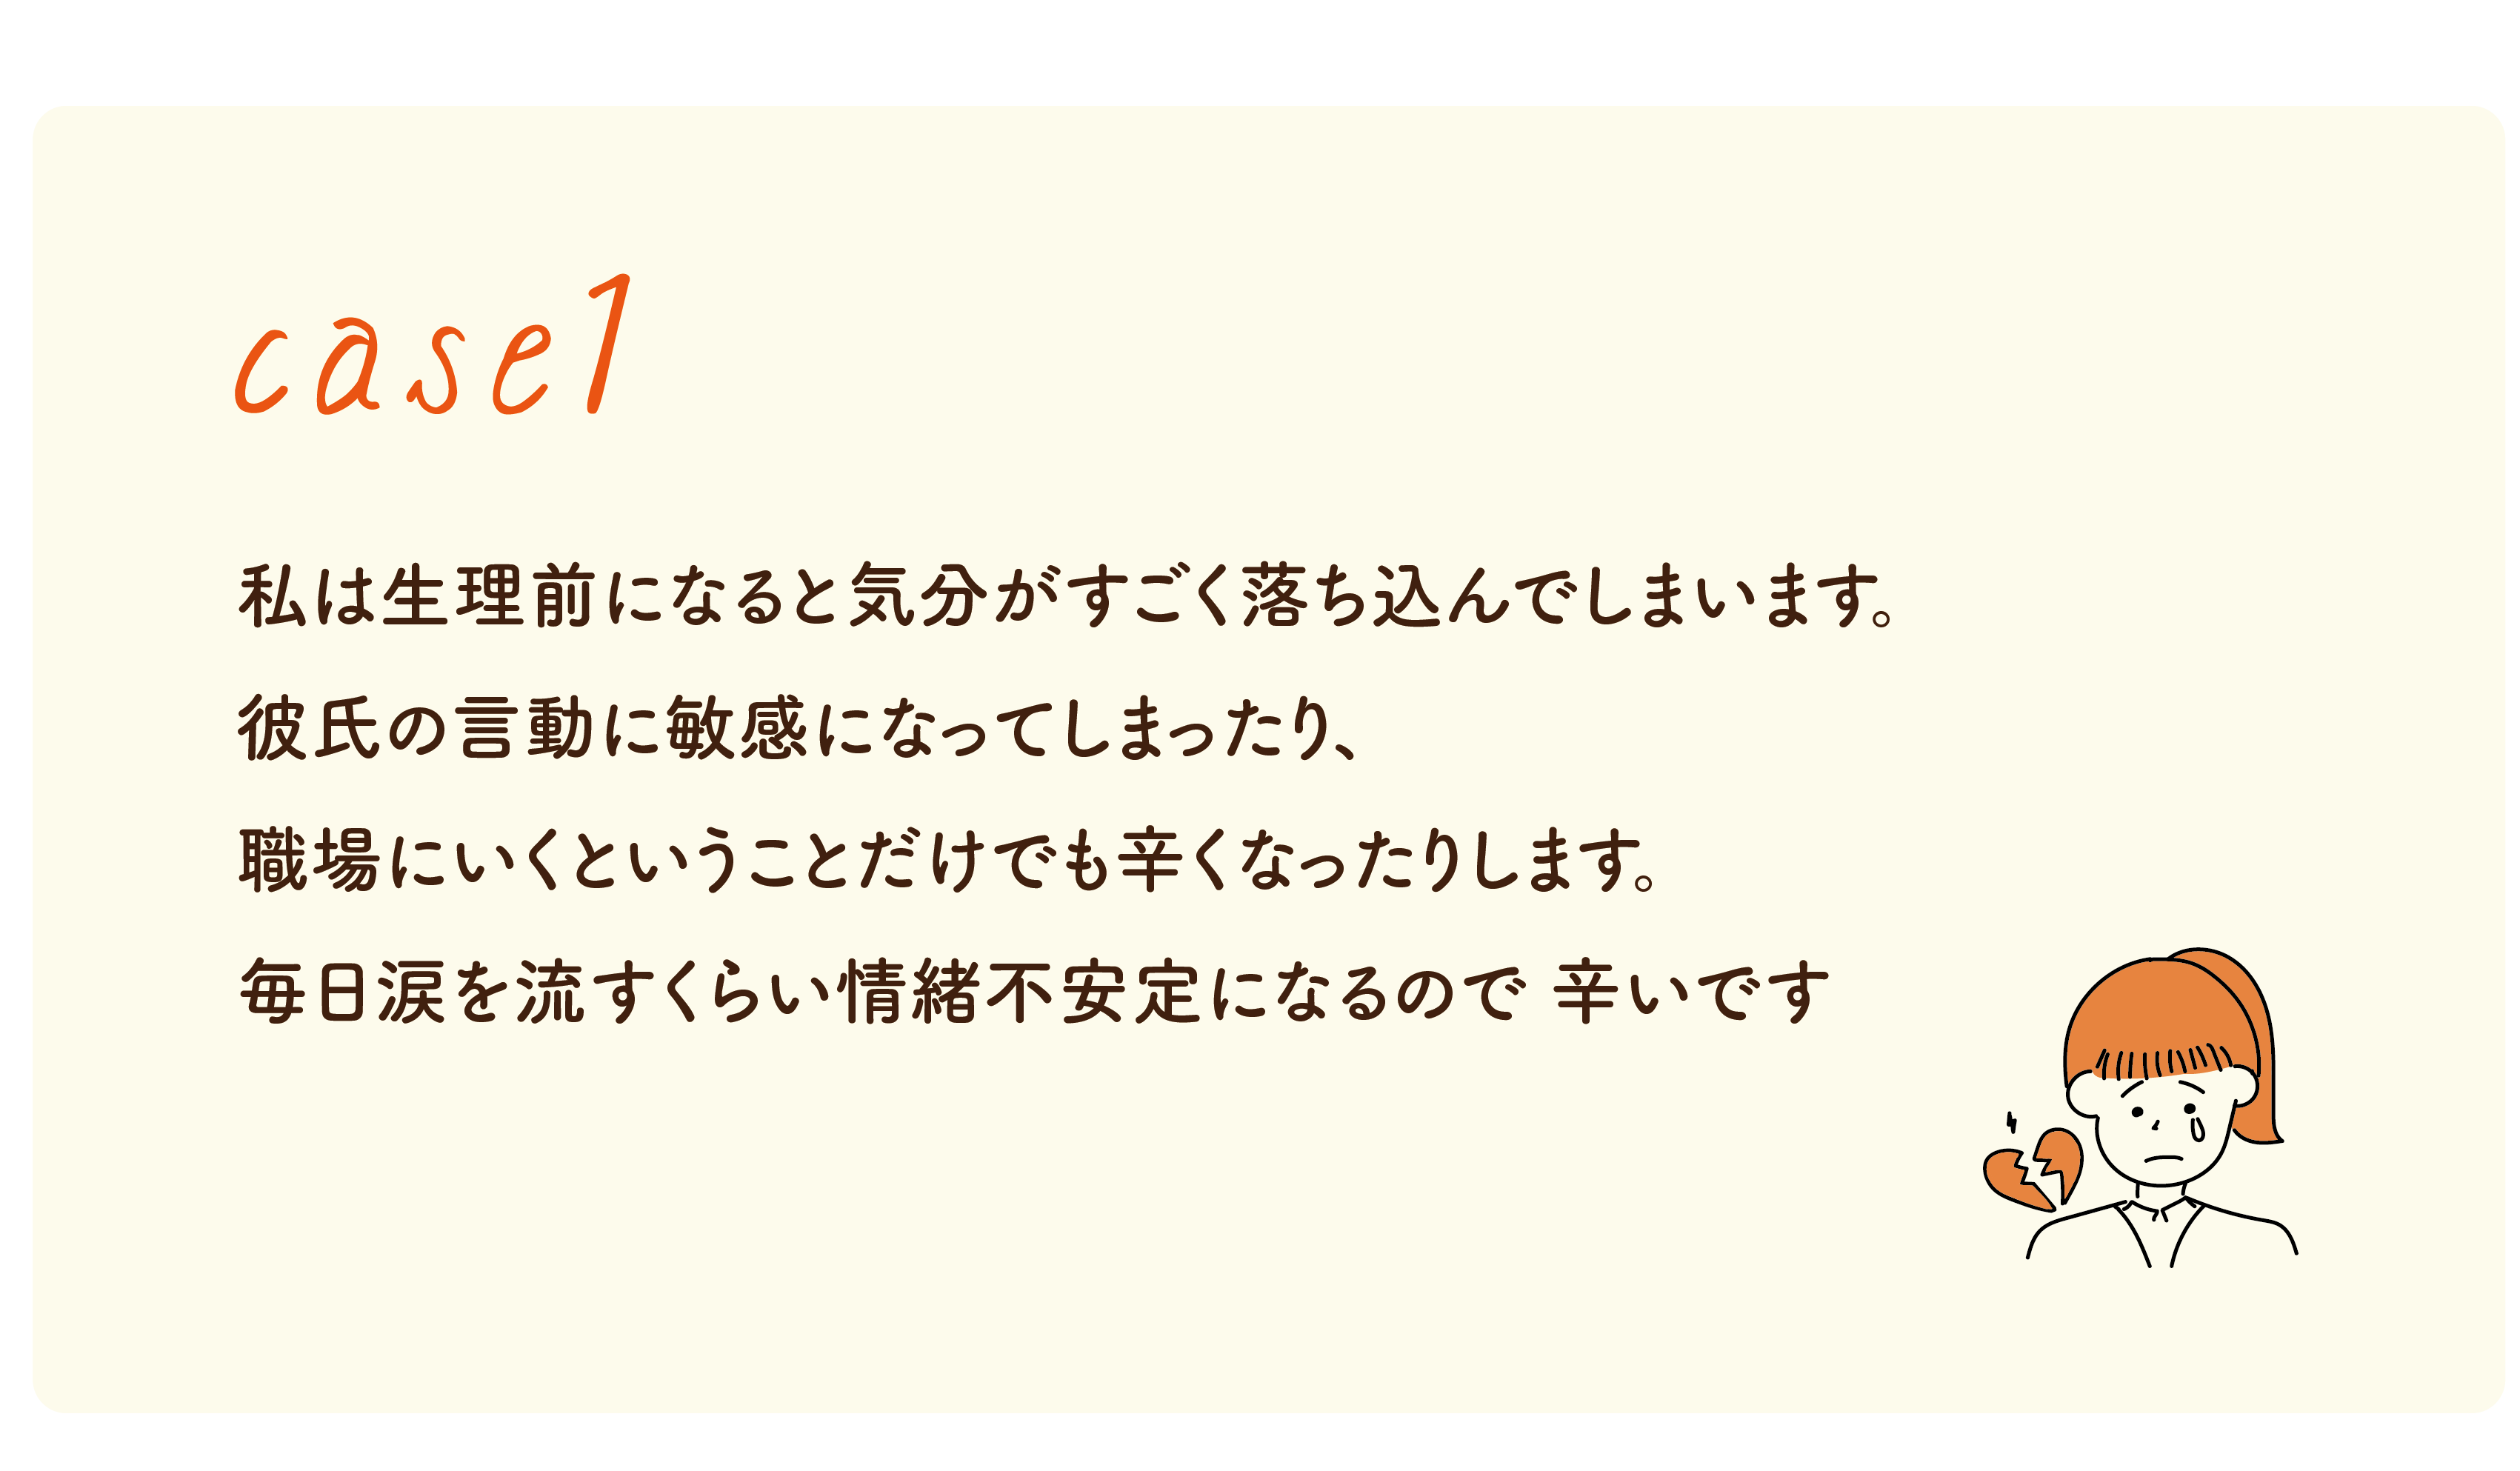 case1
私は生理前になると気分がすごく落ち込んでしまいます。
彼氏の言動に敏感になってしまったり、
職場にいくということだけでも辛くなったりします。
毎日涙を流すくらい情緒不安定になるので 辛いです